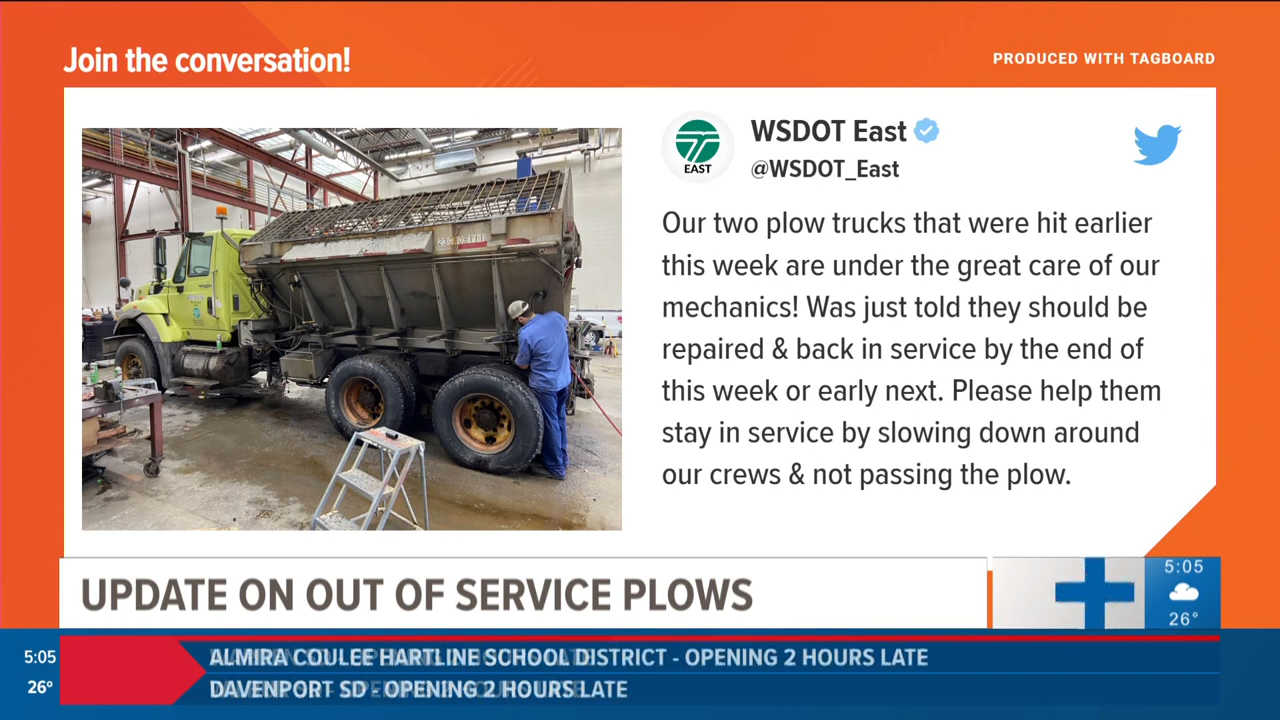 Join the conversation!
PRODUCED WITH TAGBOARD
EAST
WSDOT East
@WSDOT_East
Our two plow trucks that were hit earlier
this week are under the great care of our
mechanics! Was just told they should be
repaired & back in service by the end of
this week or early next. Please help them
stay in service by slowing down around
our crews & not passing the plow.
UPDATE ON OUT OF SERVICE PLOWS
5:05
26°
5:05
26°
ALMIRA COULEE HARTLINE SCHOOL DISTRICT - OPENING 2 HOURS LATE
DAVENPORT SD - OPENING 2 HOURS LATE